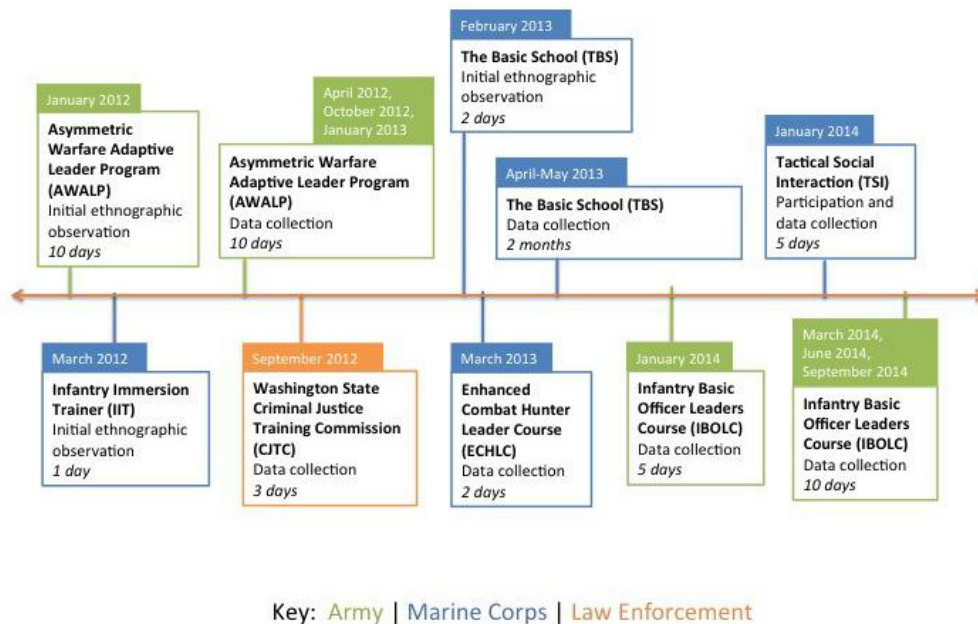 February 2013
The Basic School (TBS)
Initial ethnographic
observation
2 days
January 2012
Asymmetric
Warfare Adaptive
Leader Program
(AWALP)
Initial ethnographic
observation
10 days
April 2012,
October 2012,
January 2013
Asymmetric Warfare
Adaptive Leader Program
(AWALP)
Data collection
10 days
April-May 2013
The Basic School (TBS)
Data collection
2 months
January 2014
Tactical Social
Interaction (TSI)
Participation and
data collection
5 days
March 2012
Infantry Immersion
Trainer (IIT)
Initial ethnographic
observation
1 day
September 2012
Washington State
Criminal Justice
Training Commission
(CJTC)
Data collection
3 days
March 2013
Enhanced
Combat Hunter
Leader Course
(ECHLC)
Data collection
2 days
January 2014
Infantry Basic
Officer Leaders
Course (IBOLC)
Data collection
5 days
March 2014,
June 2014,
September 2014
Infantry Basic
Officer Leaders
Course (IBOLC)
Data collection
10 days
Key: Army | Marine Corps | Law Enforcement